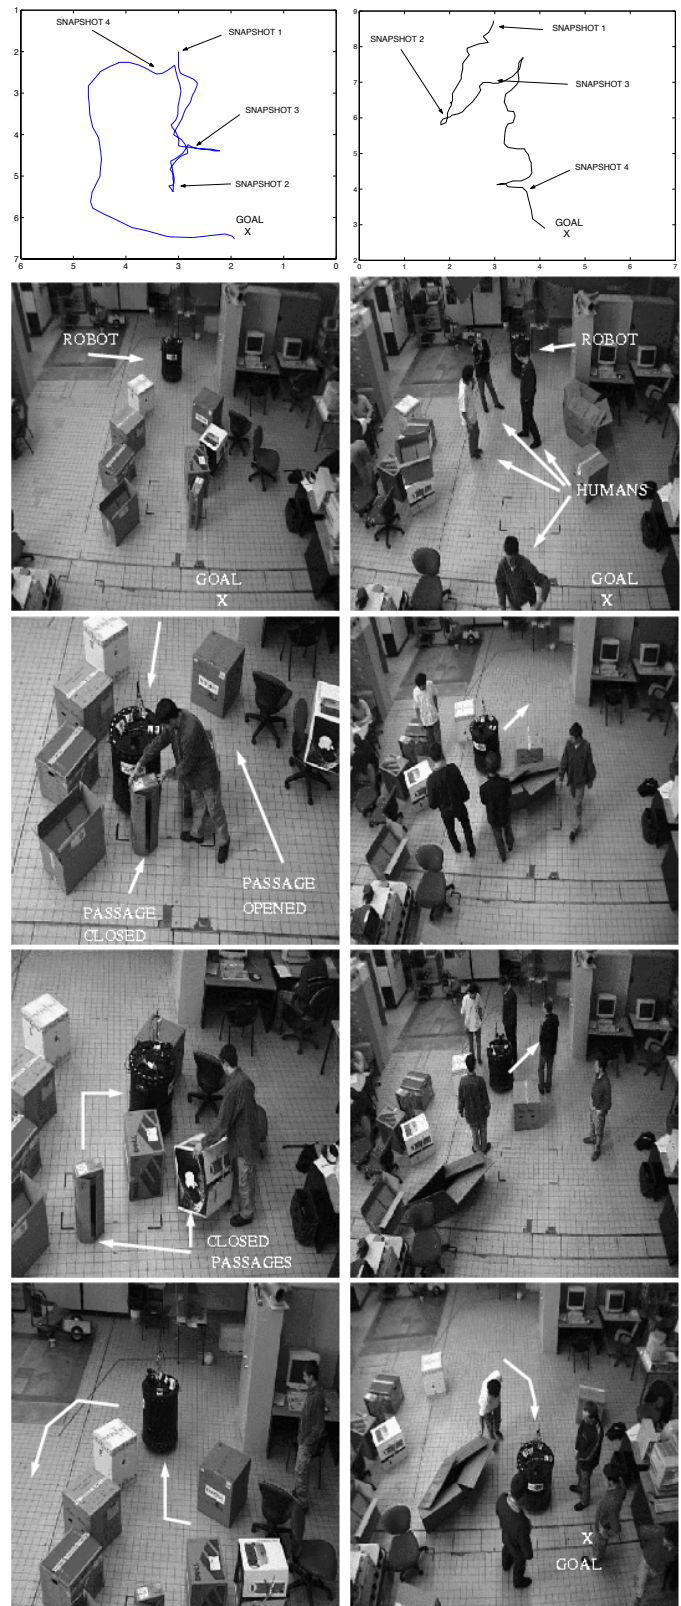 1
2
3
4
5
6
7
6
5
4
3
2
1
0
SNAPSHOT 4
SNAPSHOT 1
SNAPSHOT 3
SNAPSHOT 2
GOAL
X
9
8
7
6
5
4
3
2
0
1
2
3
4
5
6
7
SNAPSHOT 1
SNAPSHOT 2
SNAPSHOT 3
SNAPSHOT 4
GOAL
X
ROBOT
GOAL
X
ROBOT
HUMANS
GOAL
X
PASSAGE
OPENED
PASSAGE
CLOSED
CLOSED
PASSAGES
X
GOAL